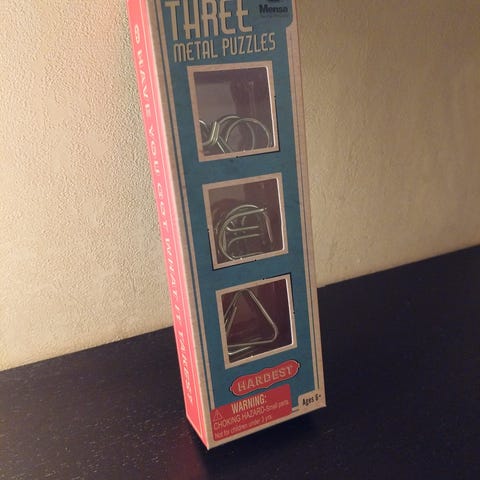 THREE
Mensa
METAL PUZZLES
HAVE YOU GOT WHAT IT TAKES?
HARDEST
WARNING:
CHOKING HAZARD-Small parts.
Not for children under 3 yrs.
Ages 6+